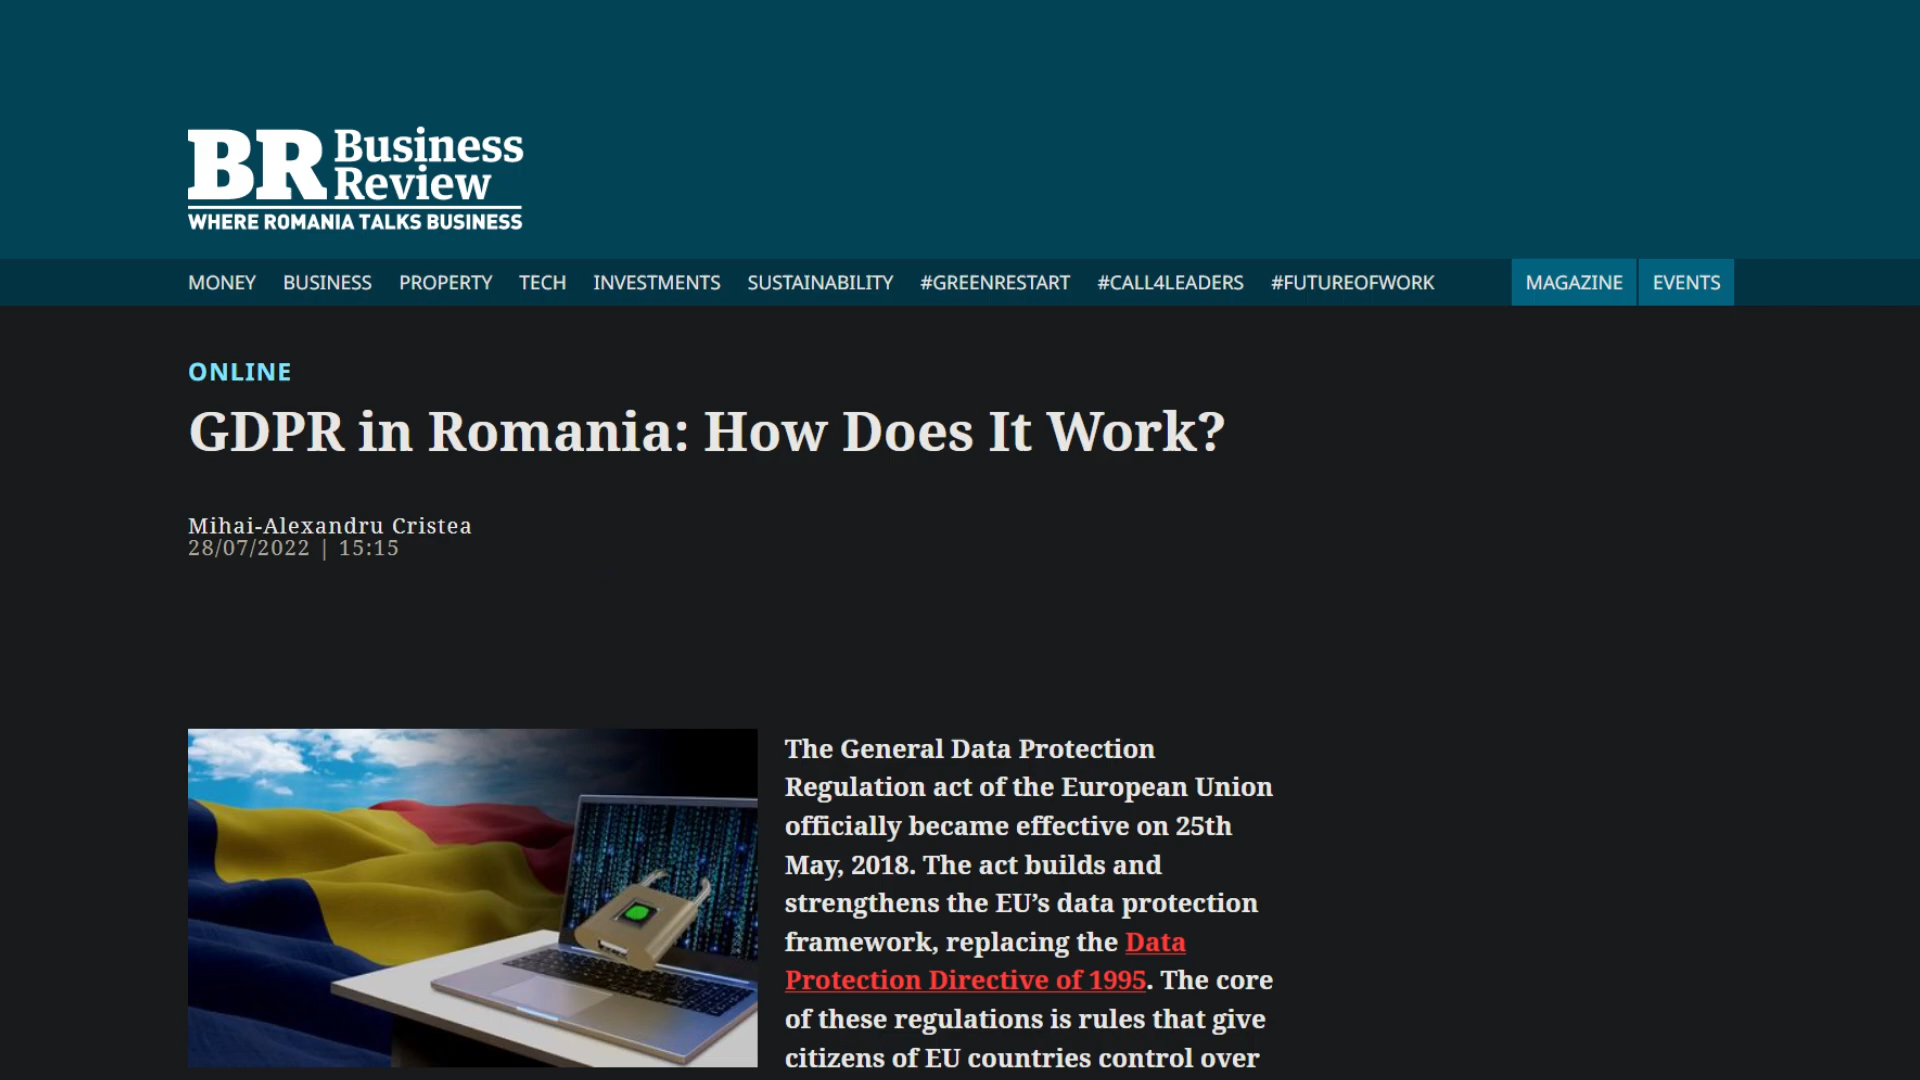 BR Business
Review
WHERE ROMANIA TALKS BUSINESS
MONEY BUSINESS PROPERTY TECH INVESTMENTS SUSTAINABILITY #GREENRESTART #CALL4LEADERS #FUTUREOFWORK MAGAZINE EVENTS
ONLINE
GDPR in Romania: How Does It Work?
Mihai-Alexandru Cristea
28/07/2022 | 15:15
The General Data Protection
Regulation act of the European Union
officially became effective on 25th
May, 2018. The act builds and
strengthens the EU’s data protection
framework, replacing the Data
Protection Directive of 1995. The core
of these regulations is rules that give
citizens of EU countries control over